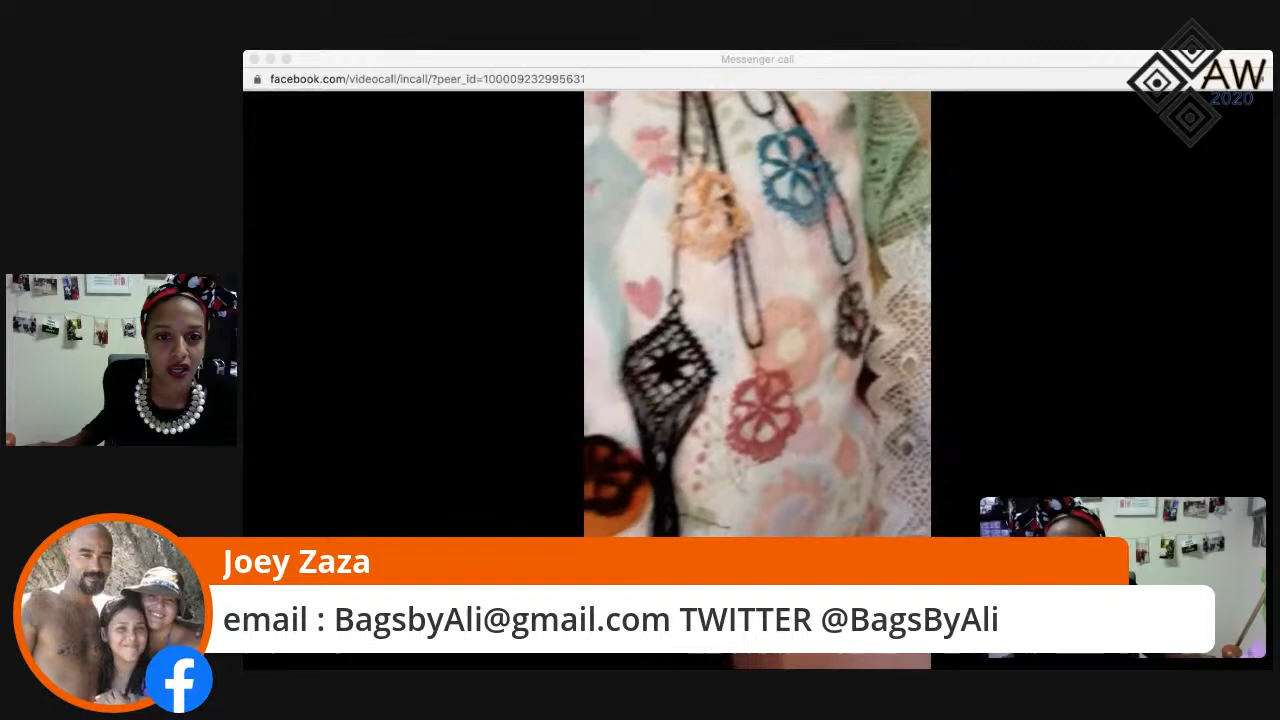 Messenger call
facebook.com/videocall/incall/?peer_id=100009232995631
AW
2020
Joey Zaza
email : BagsbyAli@gmail.com TWITTER @BagsByAli